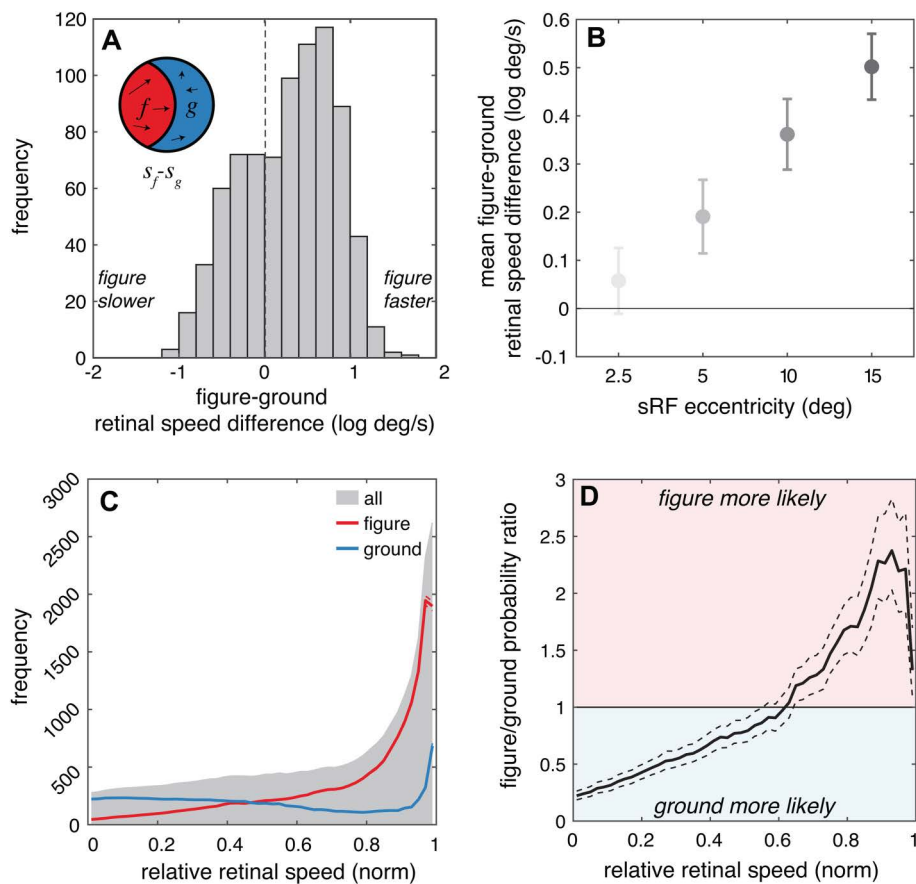 A
120
100
80
60
40
20
0
frequency
f
g
s_f-s_g
figure
slower
figure
faster
-2
-1
0
1
2
figure-ground
retinal speed difference (log deg/s)
B
mean figure-ground
retinal speed difference (log deg/s)
0.6
0.5
0.4
0.3
0.2
0.1
0
-0.1
2.5
5
10
15
sRF eccentricity (deg)
C
3000
2500
2000
1500
1000
500
0
frequency
all
figure
ground
0
0.2
0.4
0.6
0.8
1
relative retinal speed (norm)
D
figure more likely
3
2.5
2
1.5
1
0.5
0
figure/ground probability ratio
ground more likely
0
0.2
0.4
0.6
0.8
1
relative retinal speed (norm)